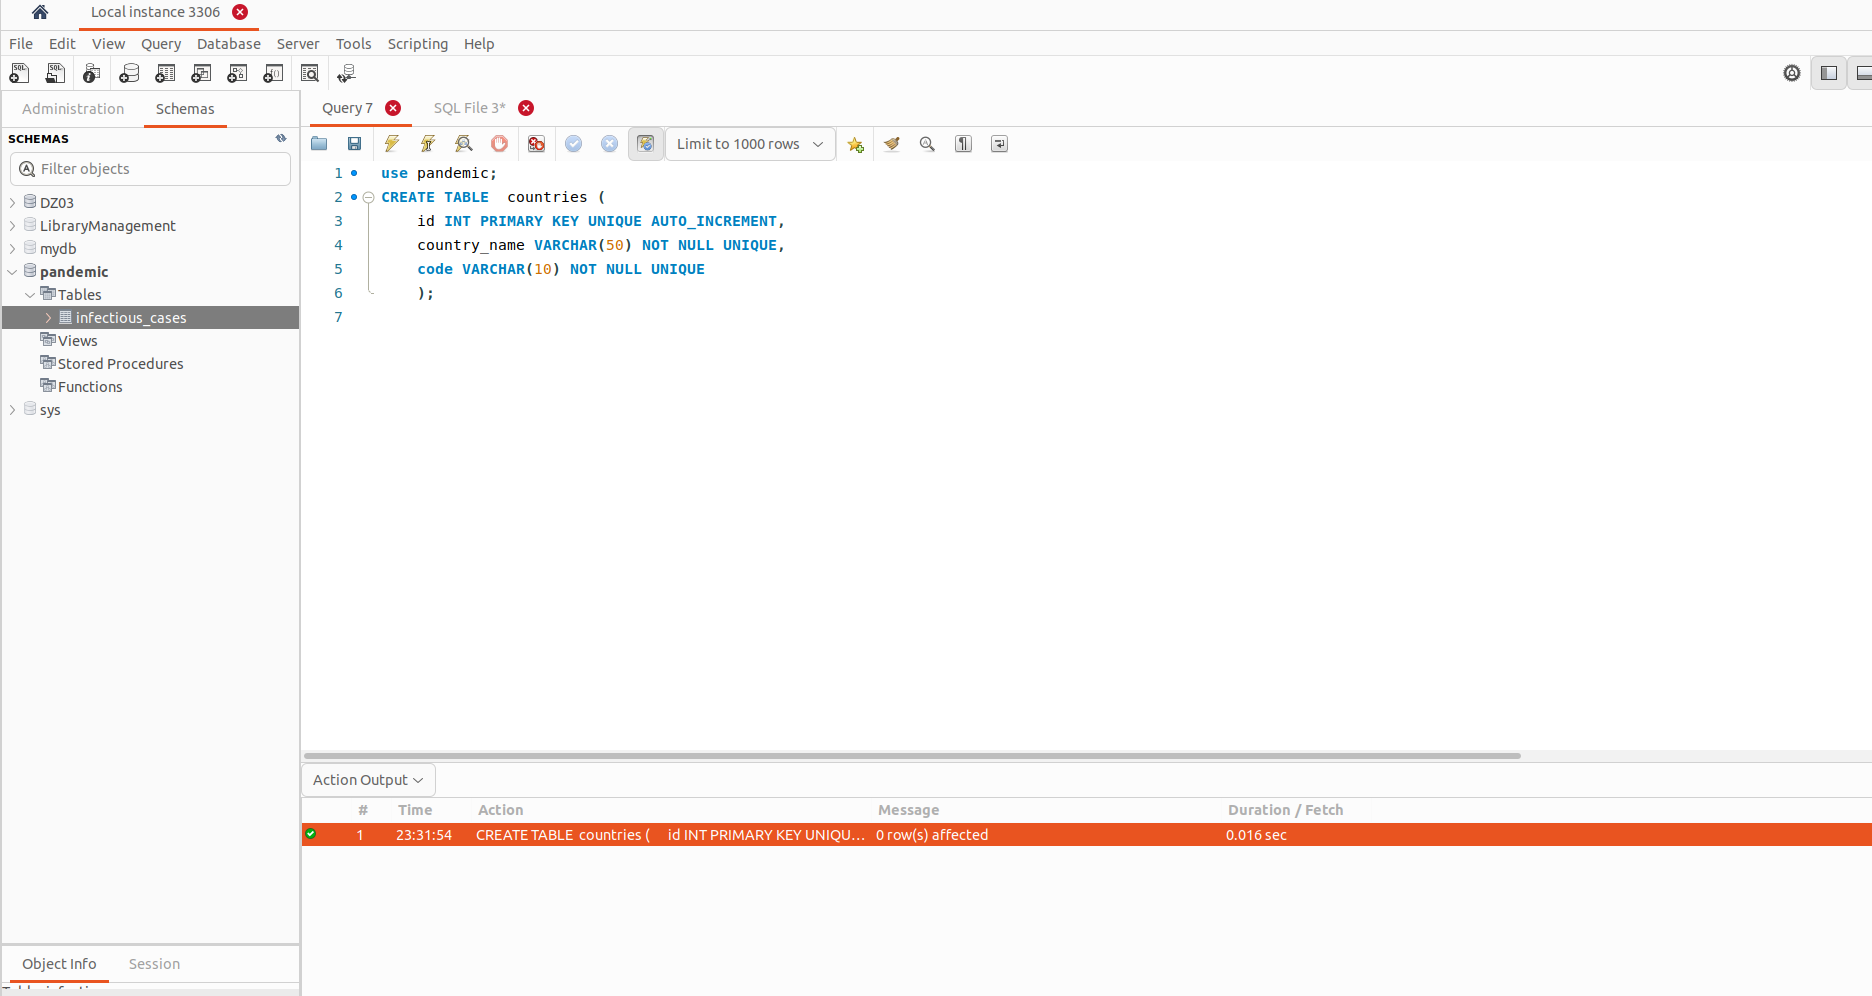 Local instance 3306
File Edit View Query Database Server Tools Scripting Help
Administration Schemas
SCHEMAS
Filter objects
DZ03
LibraryManagement
mydb
pandemic
Tables
infectious_cases
Views
Stored Procedures
Functions
sys
Object Info Session
Query 7 SQL File 3*
Limit to 1000 rows
1 use pandemic;
2 CREATE TABLE  countries (
3 id INT PRIMARY KEY UNIQUE AUTO_INCREMENT,
4 country_name VARCHAR(50) NOT NULL UNIQUE,
5 code VARCHAR(10) NOT NULL UNIQUE
6 );
7
Action Output
# Time Action Message Duration / Fetch
1 23:31:54 CREATE TABLE  countries (     id INT PRIMARY KEY UNIQU... 0 row(s) affected 0.016 sec